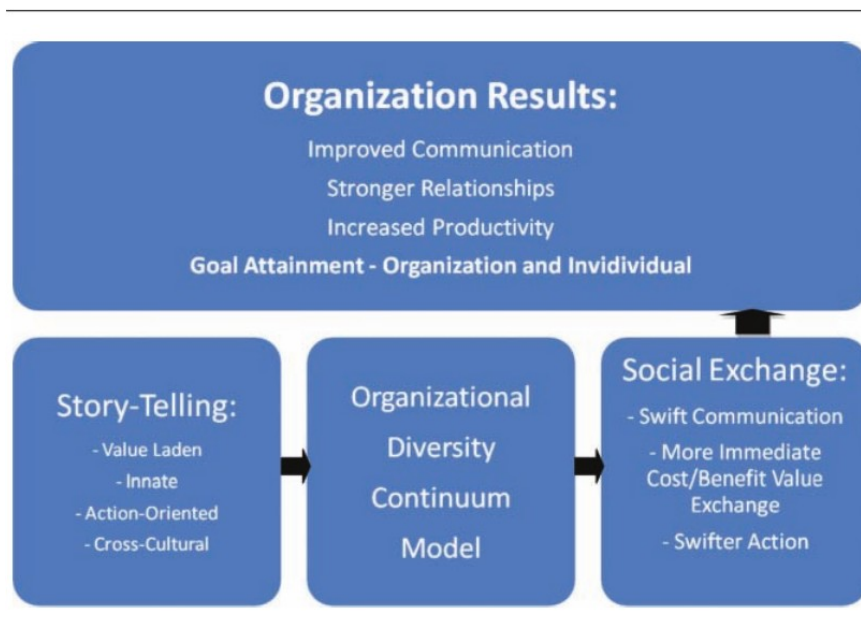 Organization Results:
Improved Communication
Stronger Relationships
Increased Productivity
Goal Attainment - Organization and Invidividual
Story-Telling:
- Value Laden
- Innate
- Action-Oriented
- Cross-Cultural
Organizational
Diversity
Continuum
Model
Social Exchange:
- Swift Communication
- More Immediate
Cost/Benefit Value
Exchange
- Swifter Action